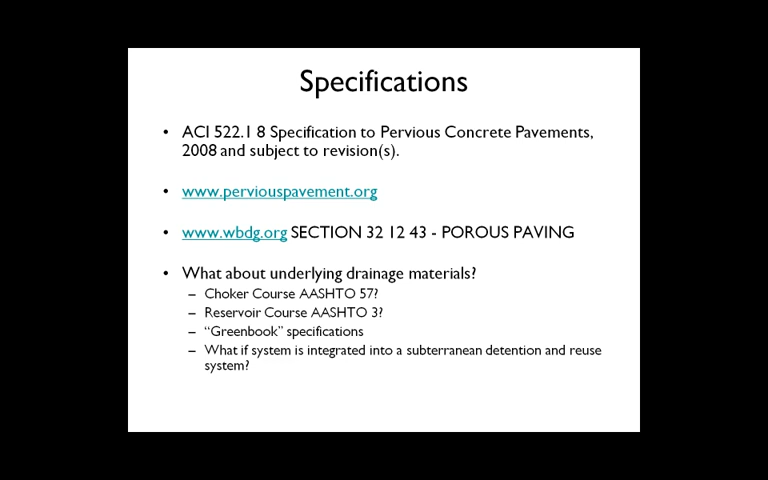 Specifications
• ACI 522.1 8 Specification to Pervious Concrete Pavements,
2008 and subject to revision(s).
• www.perviouspavement.org
• www.wbdg.org SECTION 32 12 43 - POROUS PAVING
• What about underlying drainage materials?
– Choker Course AASHTO 57?
– Reservoir Course AASHTO 3?
– “Greenbook” specifications
– What if system is integrated into a subterranean detention and reuse
system?